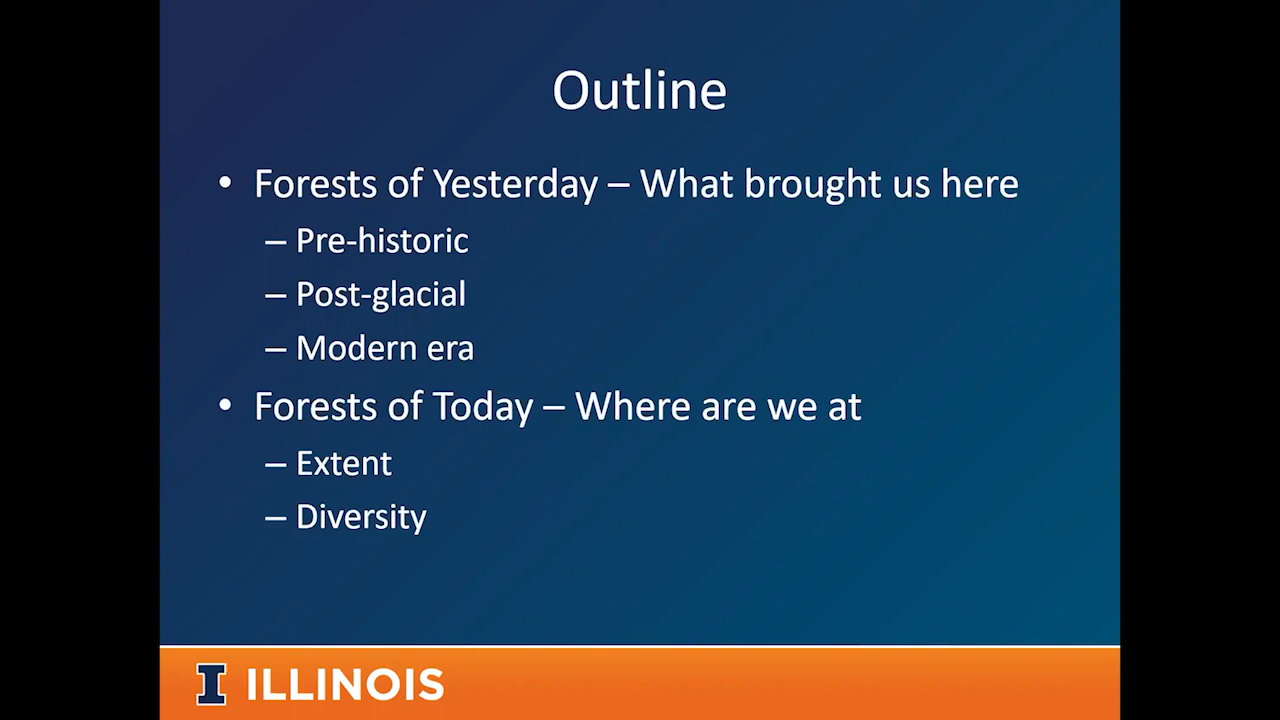 Outline
• Forests of Yesterday – What brought us here
– Pre-historic
– Post-glacial
– Modern era
• Forests of Today – Where are we at
– Extent
– Diversity
I ILLINOIS